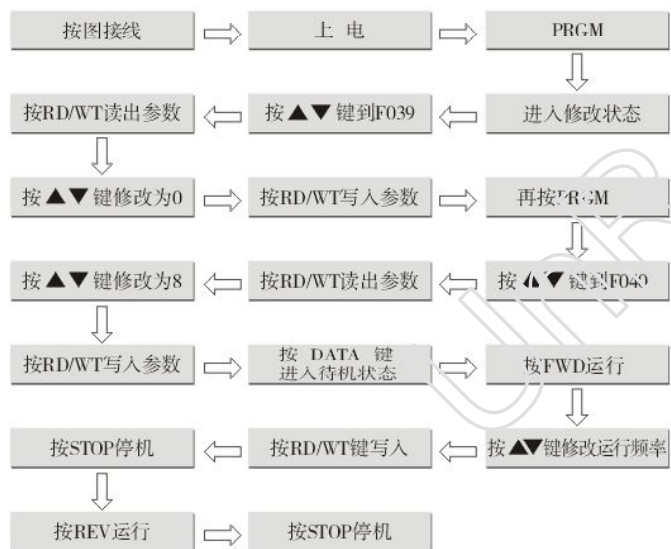 按图接线
上 电
PRGM
进入修改状态
按▲▼键到F039
按RD/WT读出参数
按▲▼键修改为0
按RD/WT写入参数
再按PRGM
按▲▼键到F040
按RD/WT读出参数
按▲▼键修改为8
按RD/WT写入参数
按 DATA 键
进入待机状态
按FWD运行
按▲▼键修改运行频率
按RD/WT键写入
按STOP停机
按REV运行
按STOP停机